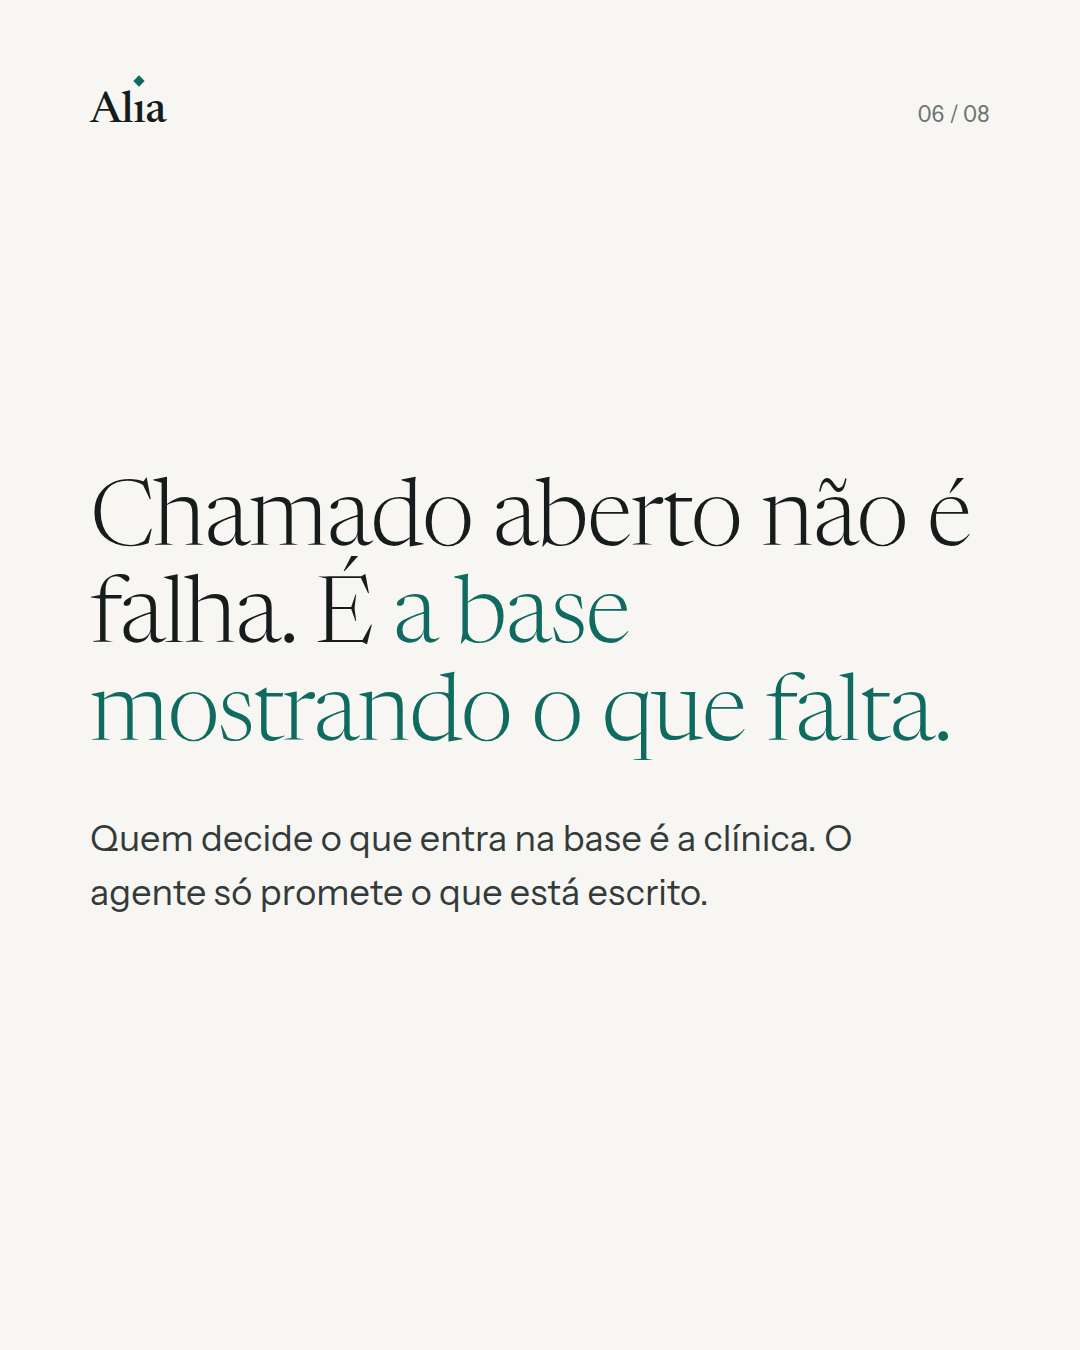 Alia
06 / 08
Chamado aberto não é
falha. É a base
mostrando o que falta.
Quem decide o que entra na base é a clínica. O
agente só promete o que está escrito.